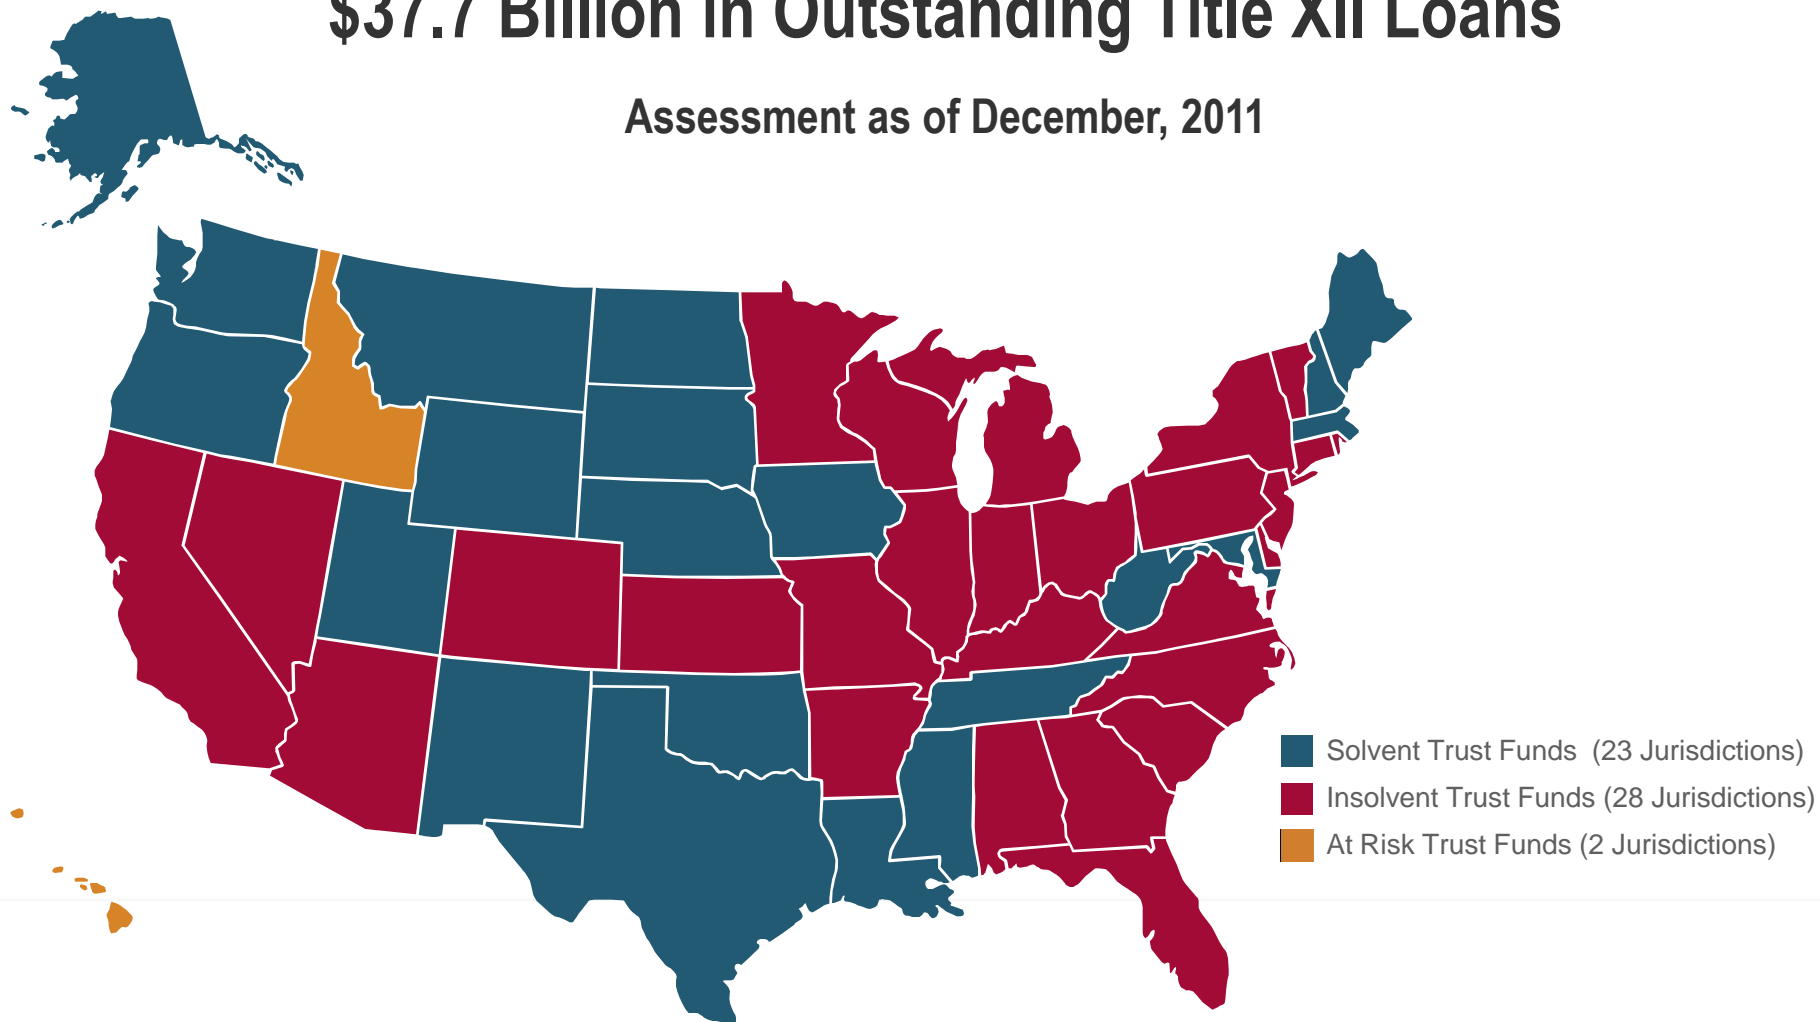 $37.7 Billion in Outstanding Title XII Loans
Assessment as of December, 2011
Solvent Trust Funds (23 Jurisdictions)
Insolvent Trust Funds (28 Jurisdictions)
At Risk Trust Funds (2 Jurisdictions)